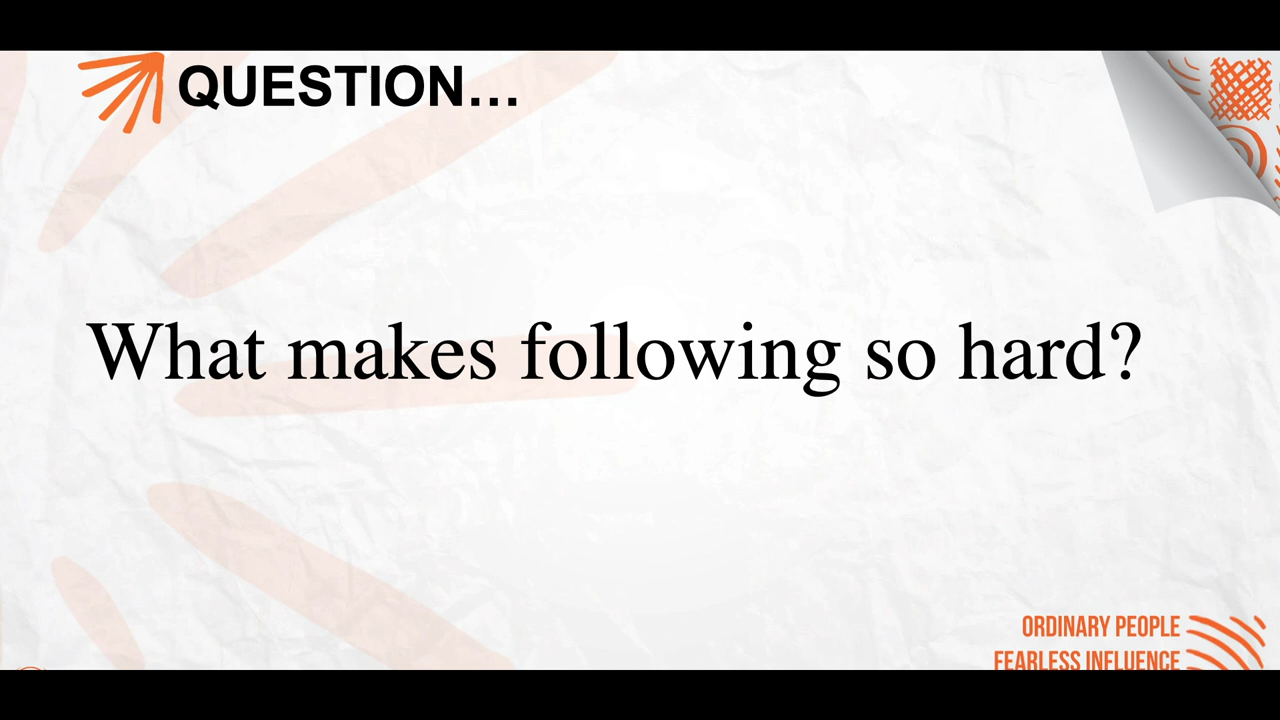 QUESTION…
What makes following so hard?
ORDINARY PEOPLE
FEARLESS INFLUENCE